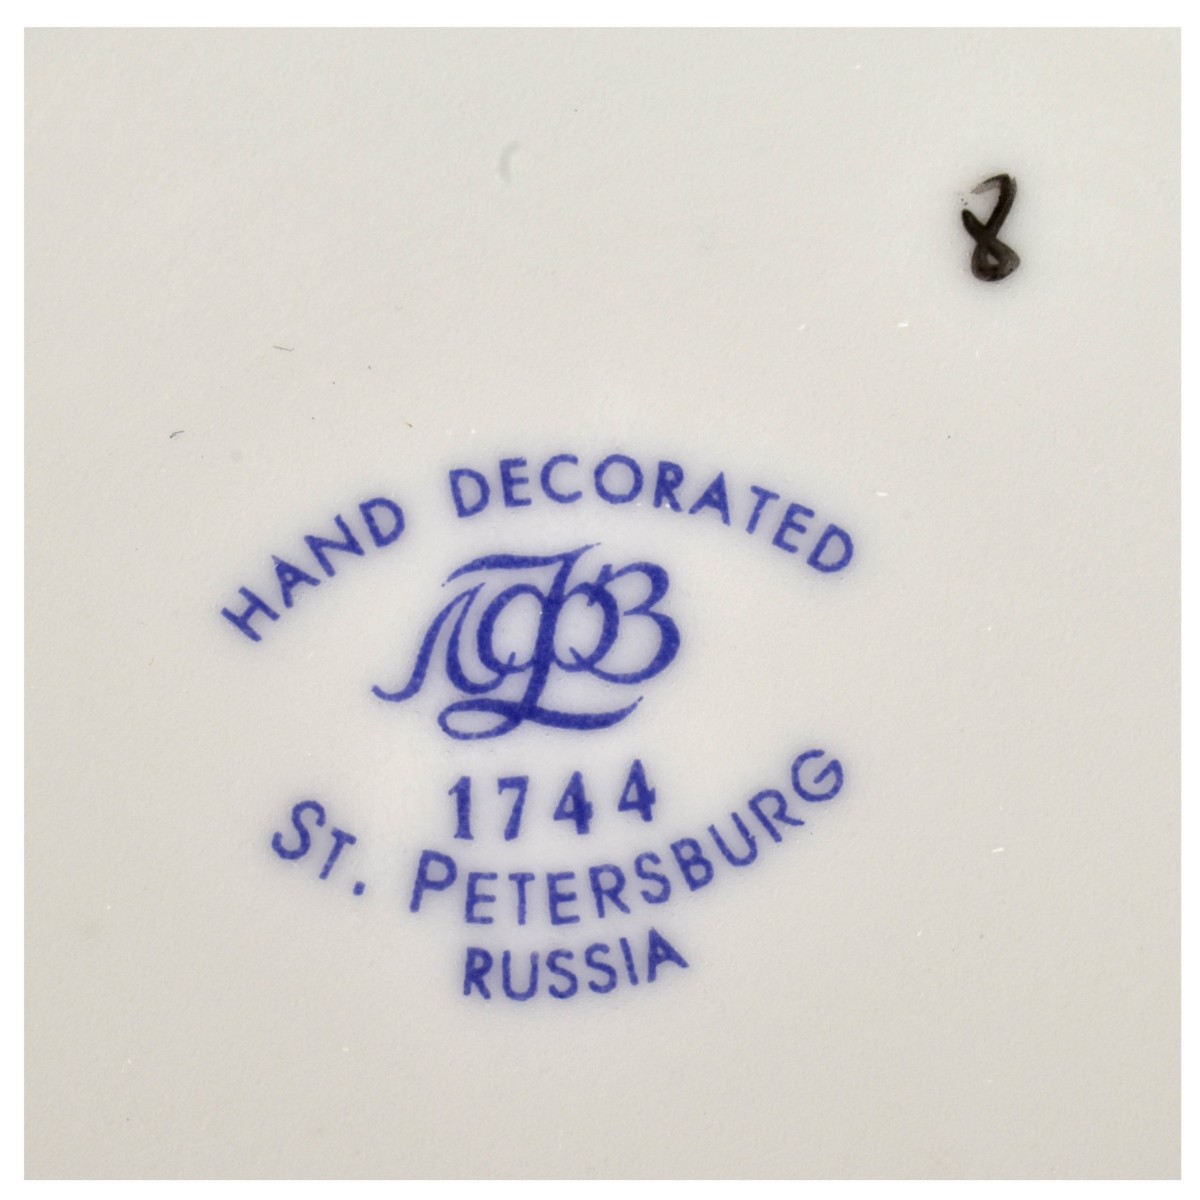 8
HAND DECORATED
ЛФЗ
1744
ST. PETERSBURG
RUSSIA